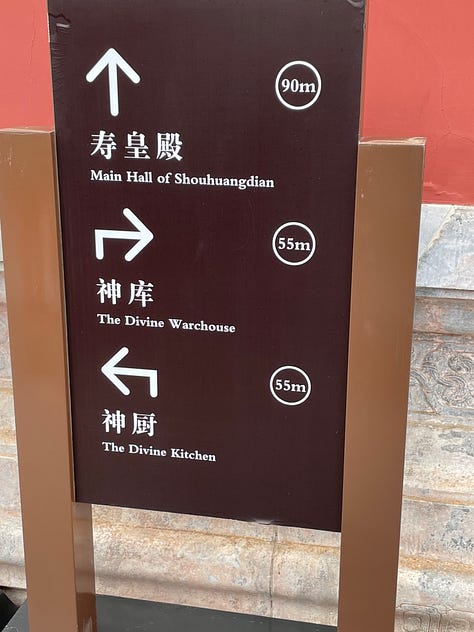 90m
寿皇殿
Main Hall of Shouhuangdian
55m
神库
The Divine Warchouse
55m
神厨
The Divine Kitchen